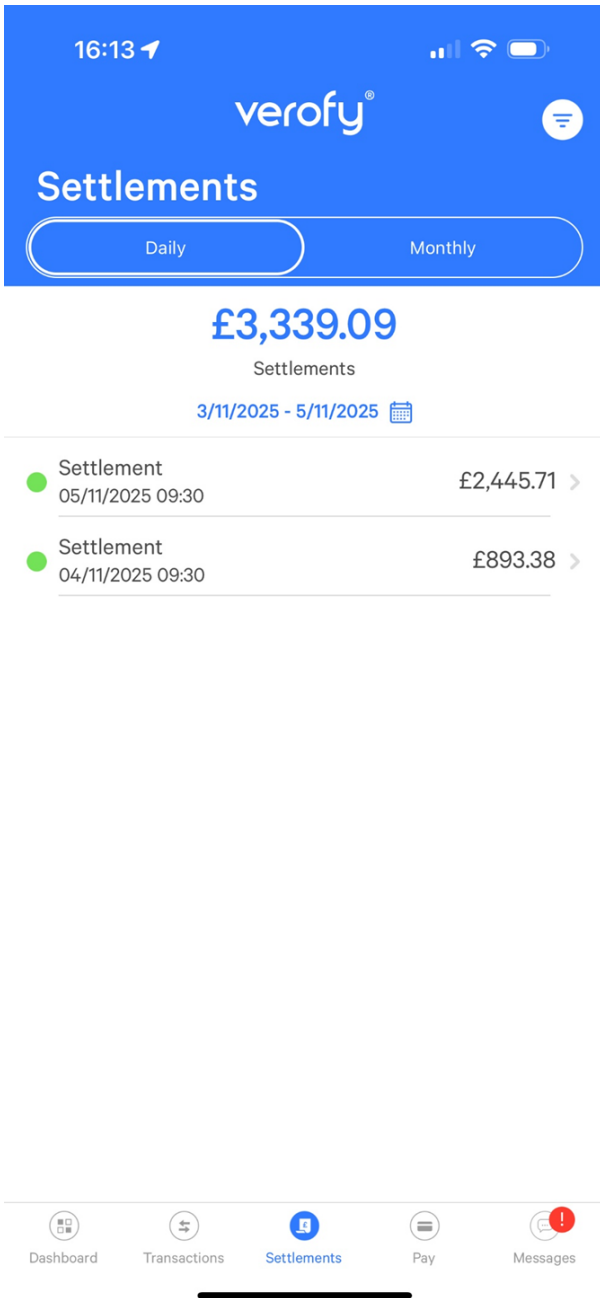 16:13
verofy®
Settlements
Daily Monthly
£3,339.09
Settlements
3/11/2025 - 5/11/2025
Settlement
05/11/2025 09:30
£2,445.71
Settlement
04/11/2025 09:30
£893.38
Dashboard Transactions Settlements Pay Messages